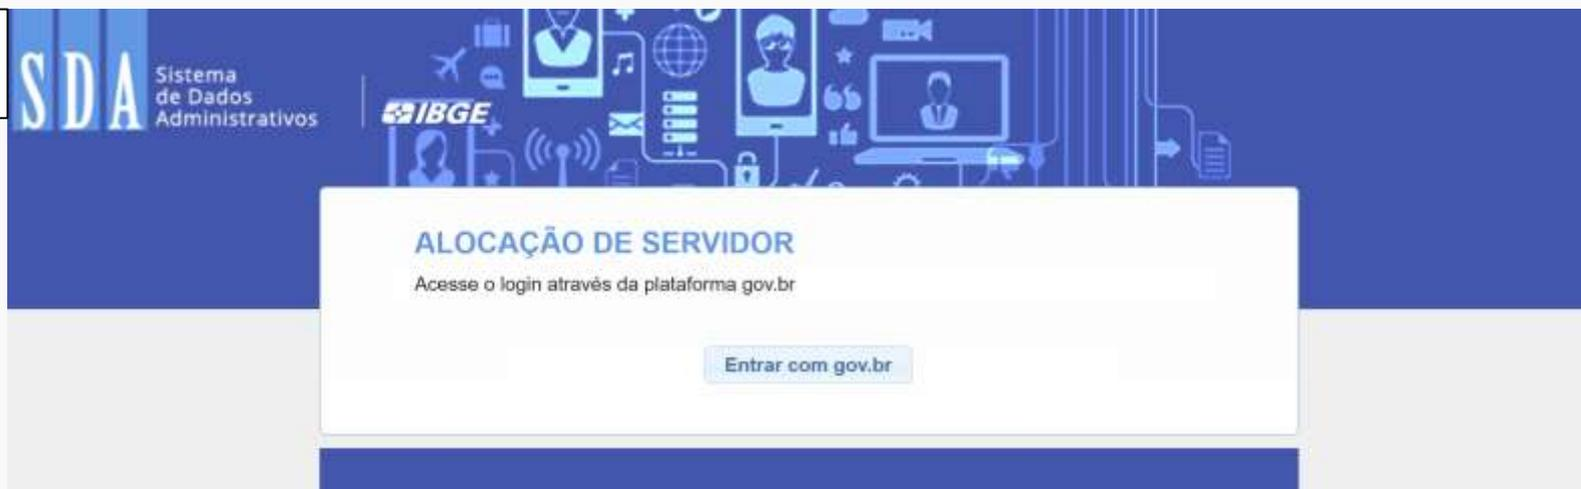 SDA
Sistema
de Dados
Administrativos
IBGE
ALOCAÇÃO DE SERVIDOR
Acesse o login através da plataforma gov.br
Entrar com gov.br